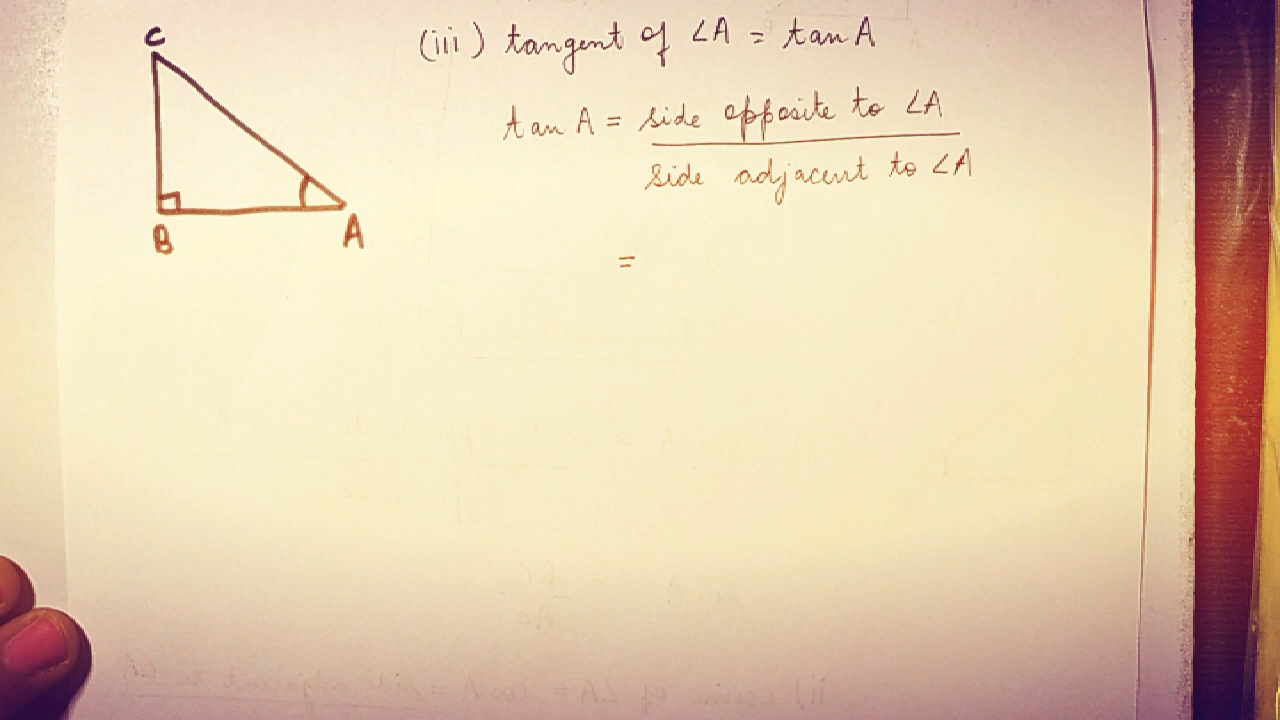 C
(iii) tangent of ∠A = tan A
tan A = side opposite to ∠A
side adjacent to ∠A
B
A
=